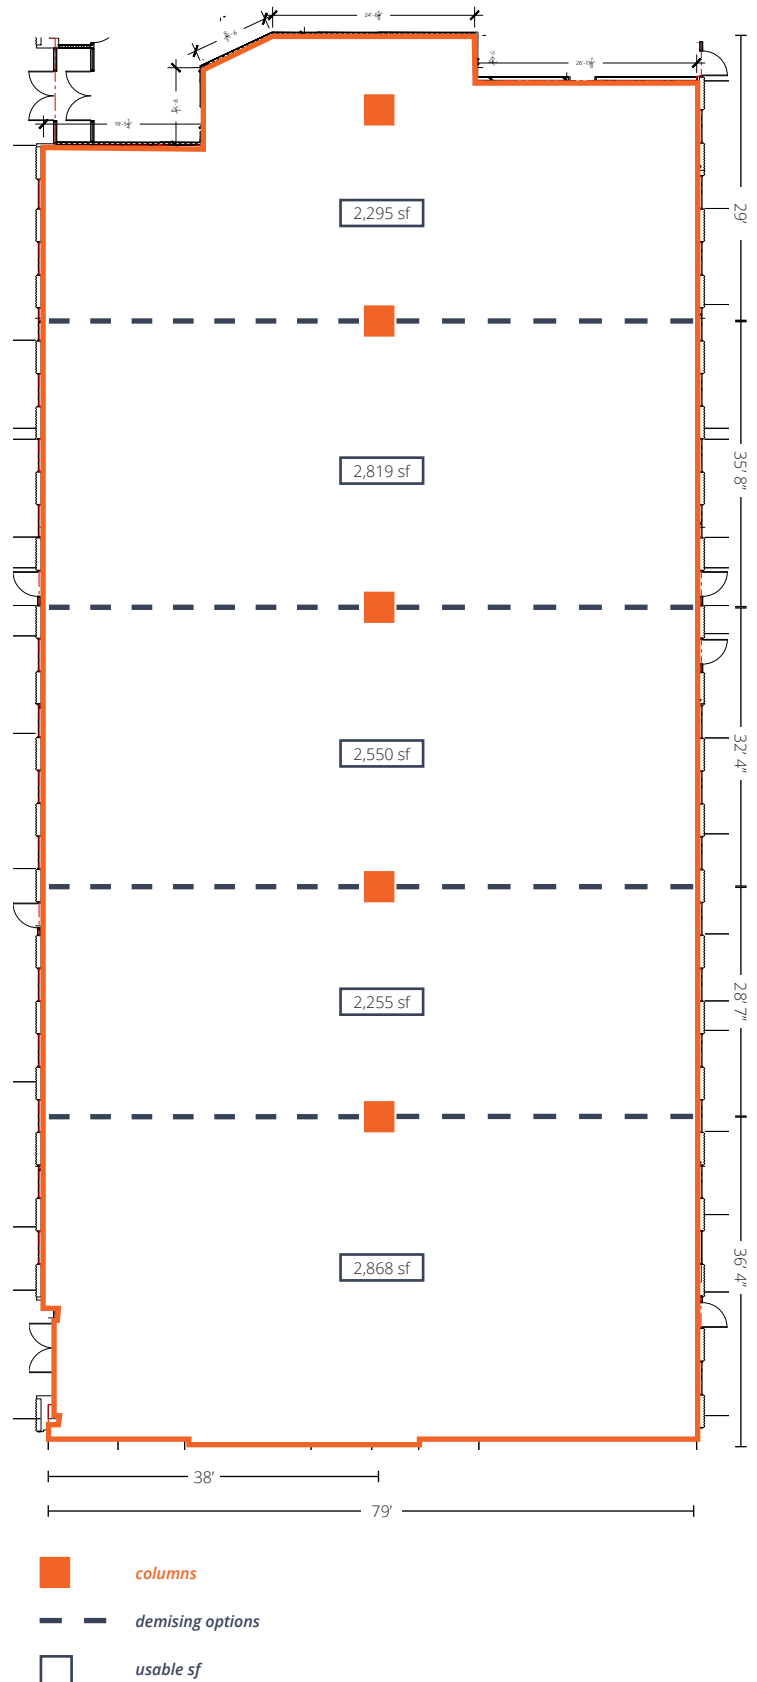 2,295 sf
29'
2,819 sf
35' 8"
2,550 sf
32' 4"
2,255 sf
28' 7"
2,868 sf
36' 4"
38'
79'
columns
demising options
usable sf